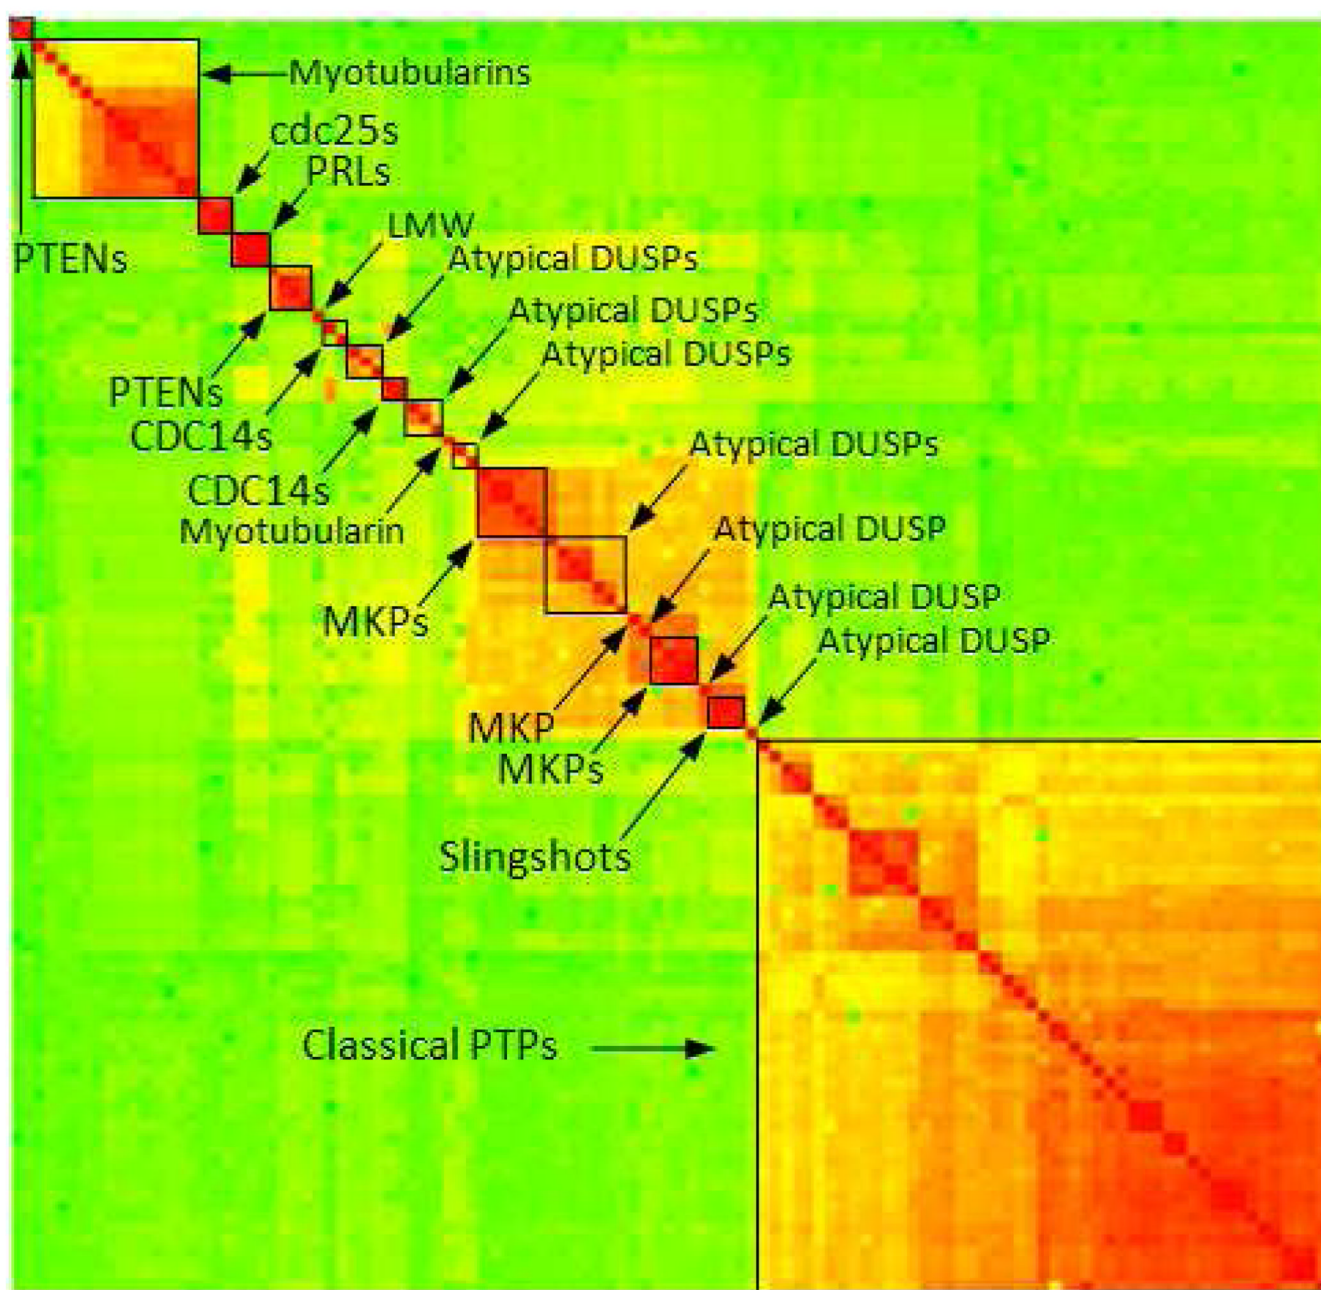 Myotubularins
cdc25s
PRLs
LMW
PTENs
Atypical DUSPs
Atypical DUSPs
Atypical DUSPs
PTENs
CDC14s
Atypical DUSPs
CDC14s
Myotubularin
Atypical DUSP
MKPs
Atypical DUSP
Atypical DUSP
MKP
MKPs
Slingshots
Classical PTPs